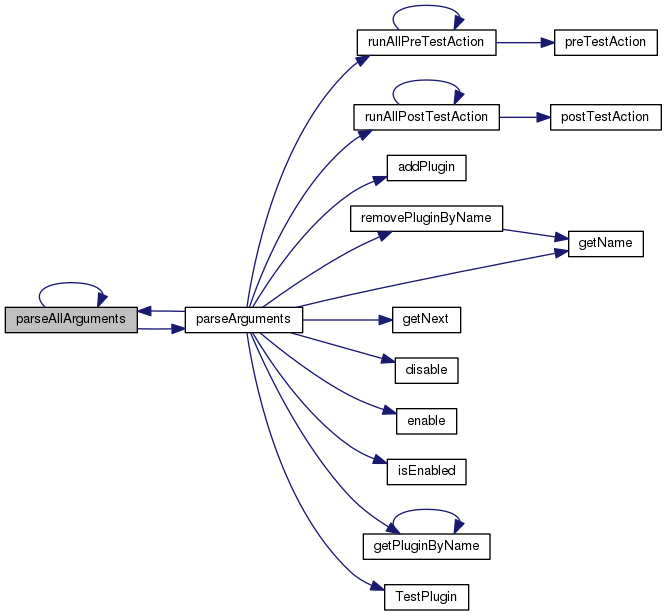 runAllPreTestAction
preTestAction
runAllPostTestAction
postTestAction
addPlugin
removePluginByName
getName
parseAllArguments
parseArguments
getNext
disable
enable
isEnabled
getPluginByName
TestPlugin